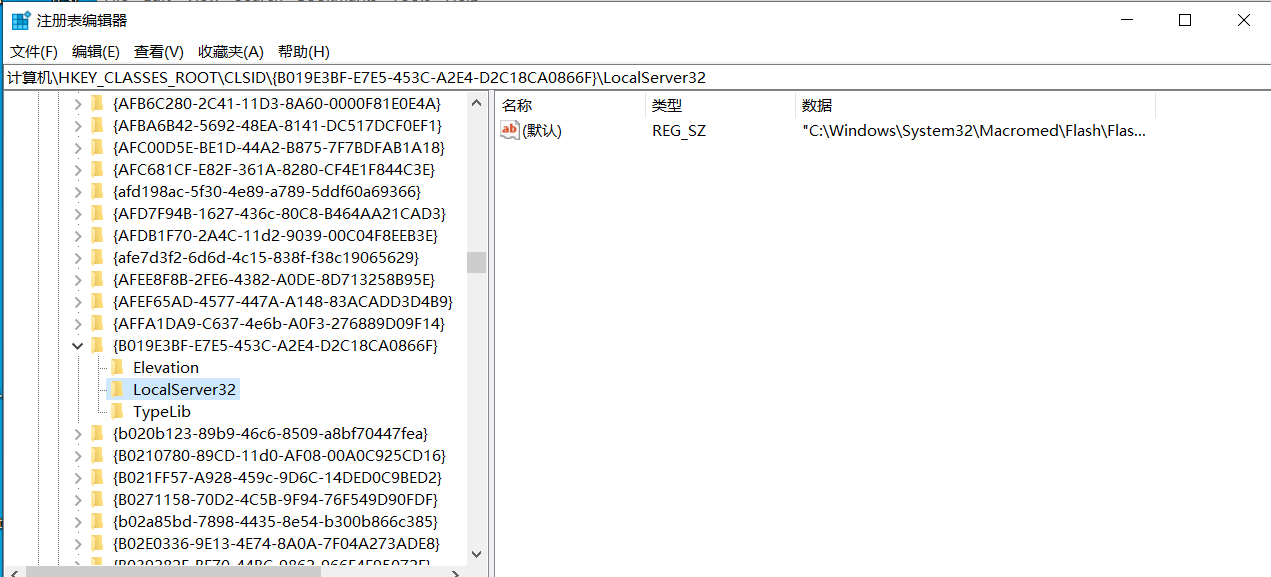 注册表编辑器
文件(F) 编辑(E) 查看(V) 收藏夹(A) 帮助(H)
计算机\HKEY_CLASSES_ROOT\CLSID\{B019E3BF-E7E5-453C-A2E4-D2C18CA0866F}\LocalServer32
{AFB6C280-2C41-11D3-8A60-0000F81E0E4A}
{AFBA6B42-5692-48EA-8141-DC517DCF0EF1}
{AFC00D5E-BE1D-44A2-B875-7F7BDFAB1A18}
{AFC681CF-E82F-361A-8280-CF4E1F844C3E}
{afd198ac-5f30-4e89-a789-5ddf60a69366}
{AFD7F94B-1627-436c-80C8-B464AA21CAD3}
{AFDB1F70-2A4C-11d2-9039-00C04F8EEB3E}
{afe7d3f2-6d6d-4c15-838f-f38c19065629}
{AFEE8F8B-2FE6-4382-A0DE-8D713258B95E}
{AFEF65AD-4577-447A-A148-83ACADD3D4B9}
{AFFA1DA9-C637-4e6b-A0F3-276889D09F14}
{B019E3BF-E7E5-453C-A2E4-D2C18CA0866F}
Elevation
LocalServer32
TypeLib
{b020b123-89b9-46c6-8509-a8bf70447fea}
{B0210780-89CD-11d0-AF08-00A0C925CD16}
{B021FF57-A928-459c-9D6C-14DED0C9BED2}
{B0271158-70D2-4C5B-9F94-76F549D90FDF}
{b02a85bd-7898-4435-8e54-b300b866c385}
{B02E0336-9E13-4E74-8A0A-7F04A273ADE8}
名称 类型 数据
ab (默认) REG_SZ "C:\Windows\System32\Macromed\Flash\Flas...